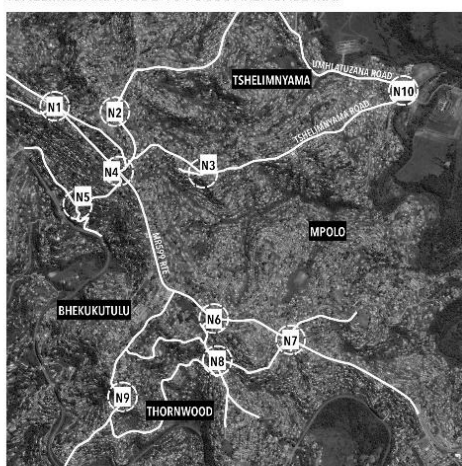 TSHELIMNYAMA
UMHLATUZANA ROAD
N10
N1
N2
TSHELIMNYAMA ROAD
N4
N3
N5
MPOLO
MR599 RTE
BHEKUKUTULU
N6
N7
N8
N9
THORNWOOD